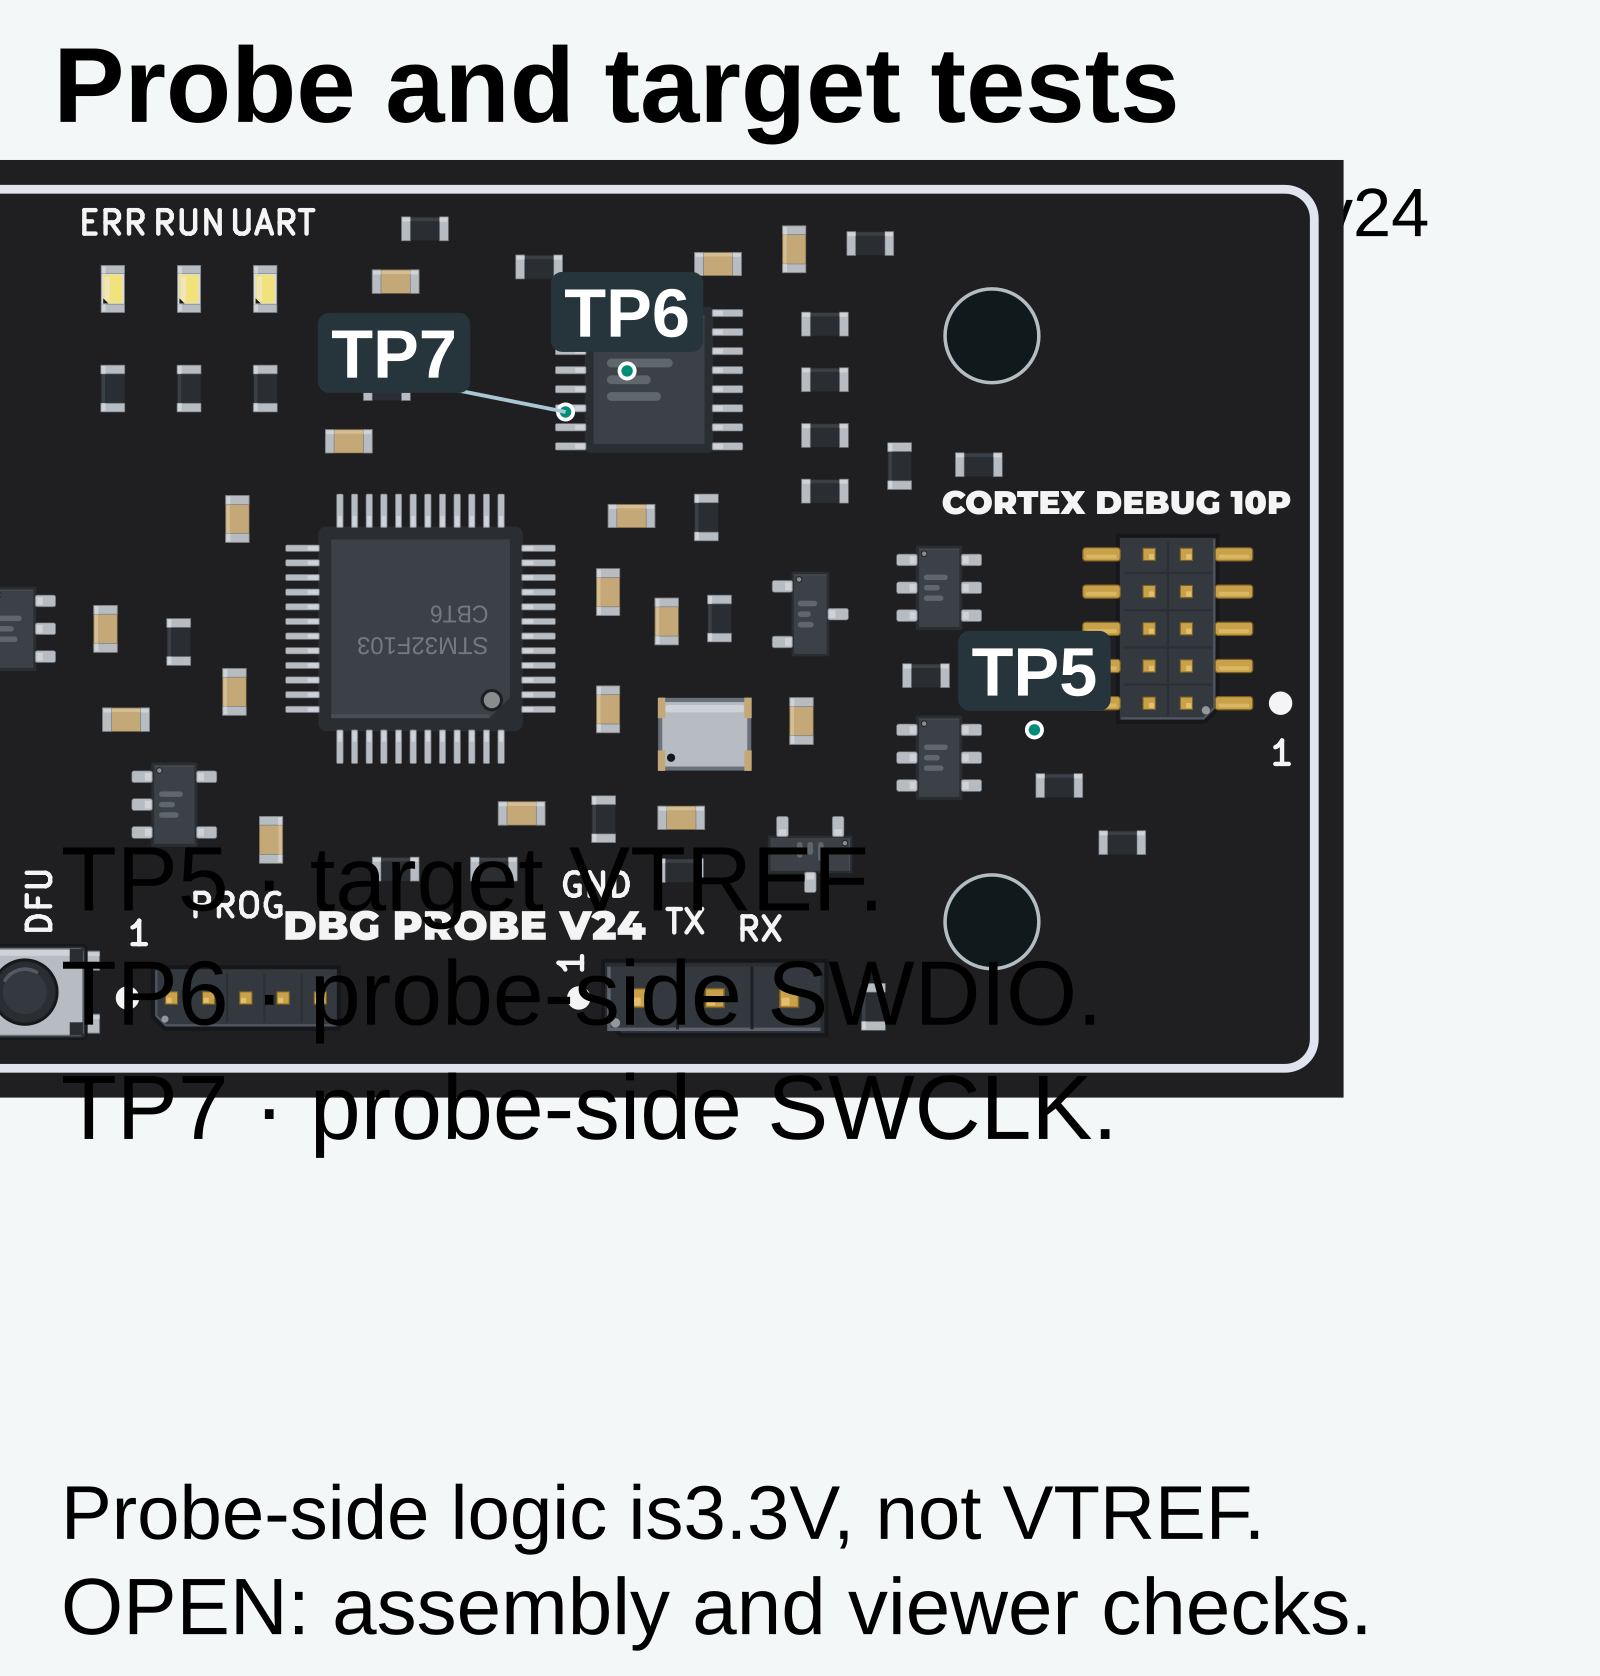 Probe and target tests
v24
ERR RUN UART
TP6
TP7
CORTEX DEBUG 10P
CBT6
STM32F103
TP5
1
TP5 · target VTREF.
DFU
PROG
GND
1
DBG PROBE V24
TX
RX
1
TP6 · probe-side SWDIO.
TP7 · probe-side SWCLK.
Probe-side logic is3.3V, not VTREF.
OPEN: assembly and viewer checks.